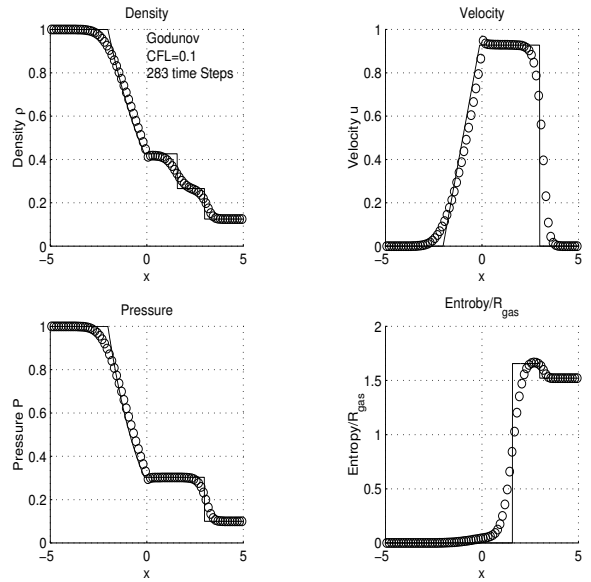 Density
Godunov
CFL=0.1
283 time Steps
1
0.8
0.6
0.4
0.2
0
Density ρ
−5
0
5
x
Velocity
1
0.8
0.6
0.4
0.2
0
Velocity u
−5
0
5
x
Pressure
1
0.8
0.6
0.4
0.2
0
Pressure P
−5
0
5
x
Entroby/R_gas
2
1.5
1
0.5
0
Entropy/R_gas
−5
0
5
x